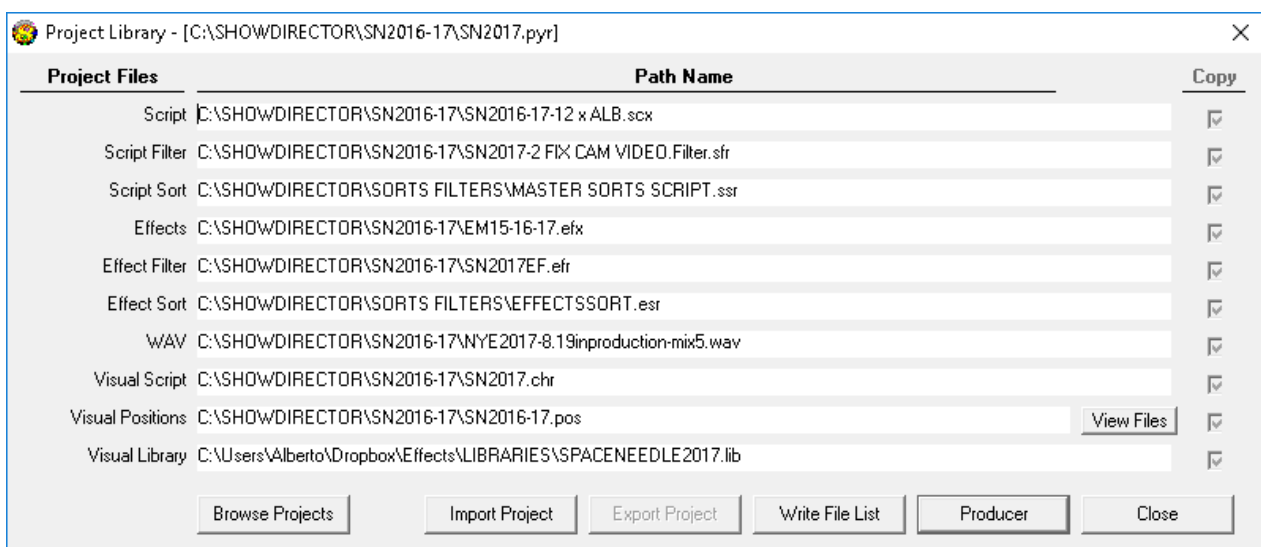 Project Library - [C:\SHOWDIRECTOR\SN2016-17\SN2017.pyr]
Project Files Path Name Copy
Script C:\SHOWDIRECTOR\SN2016-17\SN2016-17-12 x ALB.scx
Script Filter C:\SHOWDIRECTOR\SN2016-17\SN2017-2 FIX CAM VIDEO.Filter.sfr
Script Sort C:\SHOWDIRECTOR\SORTS FILTERS\MASTER SORTS SCRIPT.ssr
Effects C:\SHOWDIRECTOR\SN2016-17\EM15-16-17.efx
Effect Filter C:\SHOWDIRECTOR\SN2016-17\SN2017EF.efr
Effect Sort C:\SHOWDIRECTOR\SORTS FILTERS\EFFECTSSORT.esr
WAV C:\SHOWDIRECTOR\SN2016-17\NYE2017-8.19inproduction-mix5.wav
Visual Script C:\SHOWDIRECTOR\SN2016-17\SN2017.chr
Visual Positions C:\SHOWDIRECTOR\SN2016-17\SN2016-17.pos View Files
Visual Library C:\Users\Alberto\Dropbox\Effects\LIBRARIES\SPACENEEDLE2017.lib
Browse Projects Import Project Export Project Write File List Producer Close